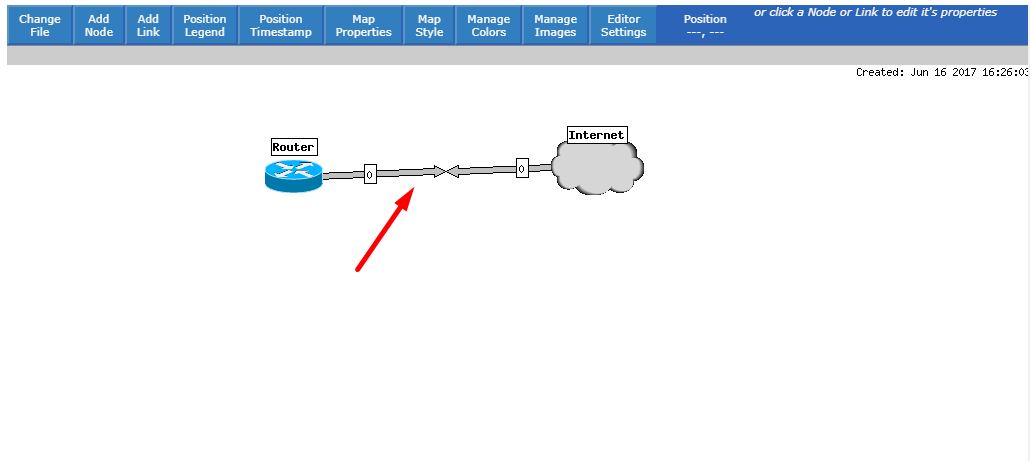 Change File
Add Node
Add Link
Position Legend
Position Timestamp
Map Properties
Map Style
Manage Colors
Manage Images
Editor Settings
Position ---, ---
or click a Node or Link to edit it's properties
Created: Jun 16 2017 16:26:03
Internet
Router
0
0